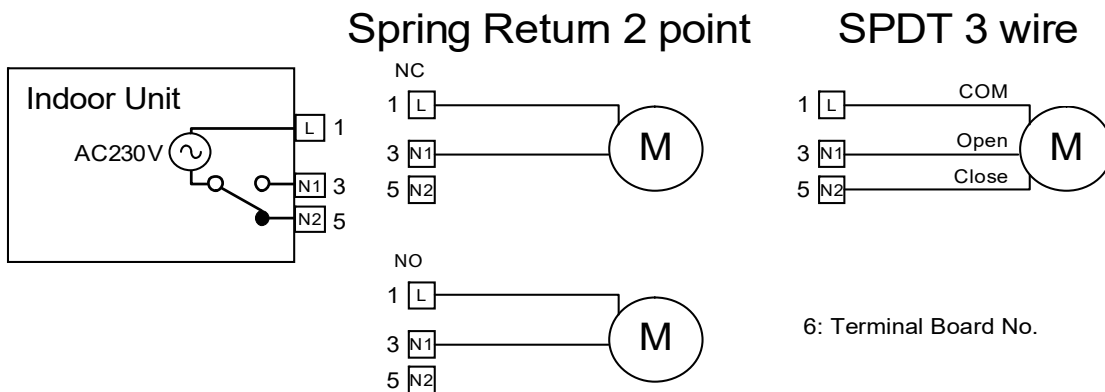 Spring Return 2 point
SPDT 3 wire
Indoor Unit
AC230V
L 1
N1 3
N2 5
NC
1 L
3 N1
5 N2
M
NO
1 L
3 N1
5 N2
M
1 L
3 N1
5 N2
COM
Open
Close
M
6: Terminal Board No.